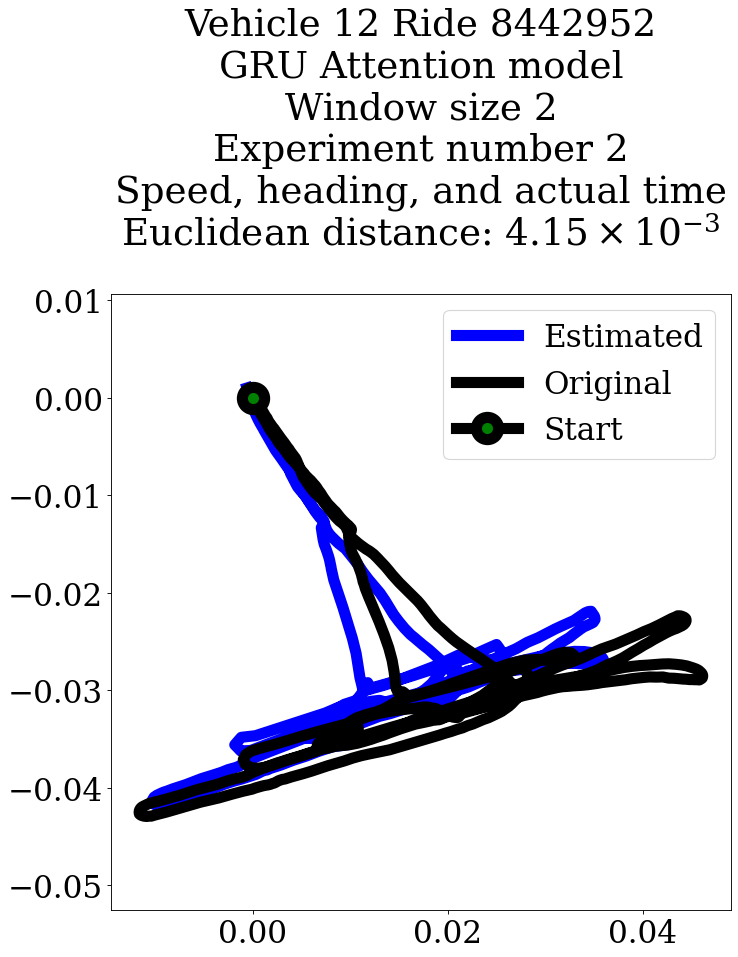 Vehicle 12 Ride 8442952
GRU Attention model
Window size 2
Experiment number 2
Speed, heading, and actual time
Euclidean distance: 4.15 × 10⁻³
0.01
Estimated
Original
Start
0.00
−0.01
−0.02
−0.03
−0.04
−0.05
0.00 0.02 0.04